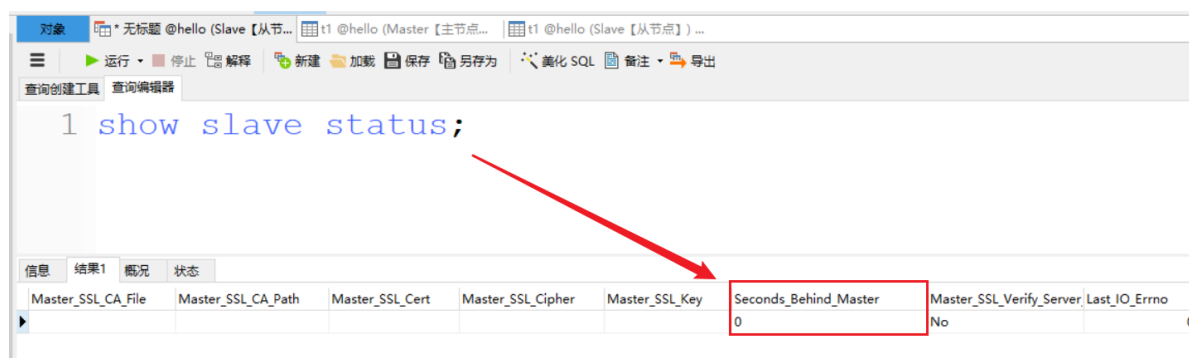 对象 * 无标题 @hello (Slave【从节... t1 @hello (Master【主节点... t1 @hello (Slave【从节点】) ...
运行 停止 解释 新建 加载 保存 另存为 美化 SQL 备注 导出
查询创建工具 查询编辑器
1 show slave status;
信息 结果1 概况 状态
Master_SSL_CA_File Master_SSL_CA_Path Master_SSL_Cert Master_SSL_Cipher Master_SSL_Key Seconds_Behind_Master Master_SSL_Verify_Server_ Last_IO_Errno
0 No